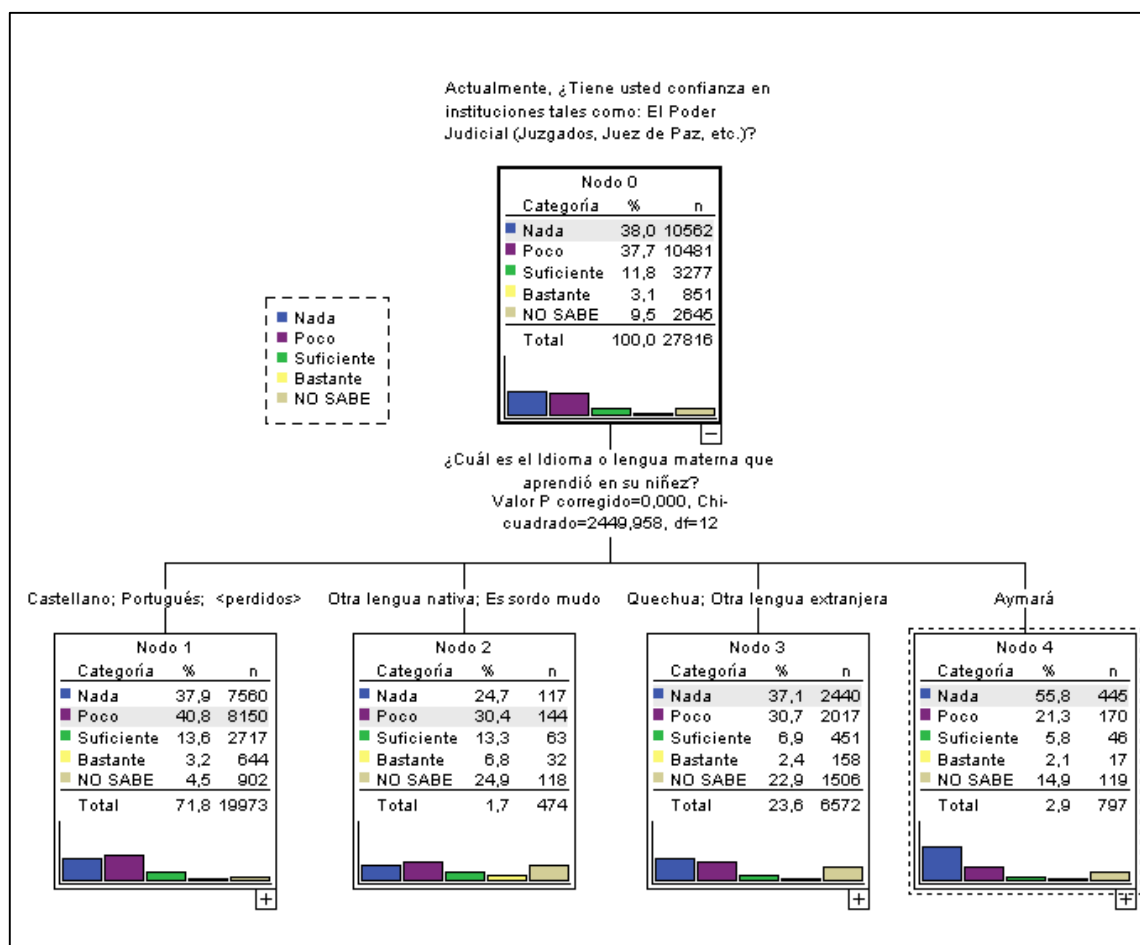 Actualmente, ¿Tiene usted confianza en
instituciones tales como: El Poder
Judicial (Juzgados, Juez de Paz, etc.)?
Nodo 0
Categoría % n
Nada 38,0 10562
Poco 37,7 10481
Suficiente 11,8 3277
Bastante 3,1 851
NO SABE 9,5 2645
Total 100,0 27816
Nada
Poco
Suficiente
Bastante
NO SABE
¿Cuál es el Idioma o lengua materna que
aprendió en su niñez?
Valor P corregido=0,000, Chi-
cuadrado=2449,958, df=12
Castellano; Portugués; <perdidos>
Nodo 1
Categoría % n
Nada 37,9 7560
Poco 40,8 8150
Suficiente 13,6 2717
Bastante 3,2 644
NO SABE 4,5 902
Total 71,8 19973
Otra lengua nativa; Es sordo mudo
Nodo 2
Categoría % n
Nada 24,7 117
Poco 30,4 144
Suficiente 13,3 63
Bastante 6,8 32
NO SABE 24,9 118
Total 1,7 474
Quechua; Otra lengua extranjera
Nodo 3
Categoría % n
Nada 37,1 2440
Poco 30,7 2017
Suficiente 6,9 451
Bastante 2,4 158
NO SABE 22,9 1506
Total 23,6 6572
Aymará
Nodo 4
Categoría % n
Nada 55,8 445
Poco 21,3 170
Suficiente 5,8 46
Bastante 2,1 17
NO SABE 14,9 119
Total 2,9 797